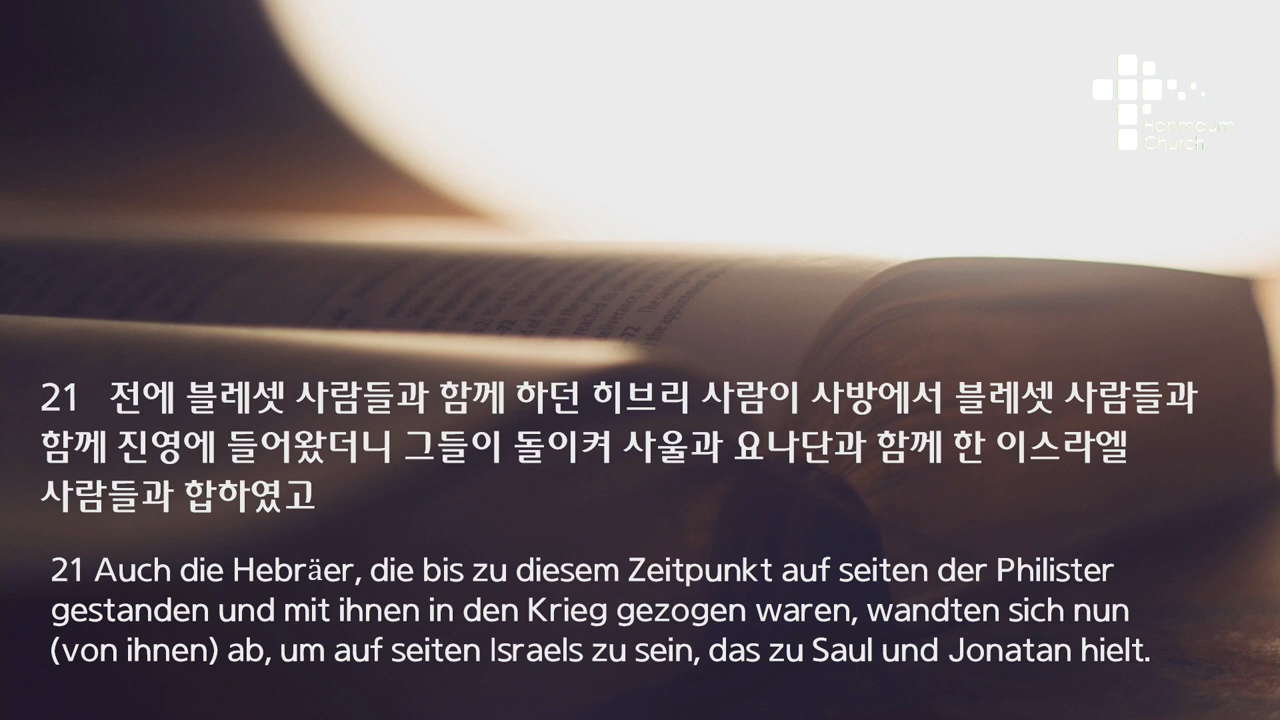 Hanmaum
Church
21 전에 블레셋 사람들과 함께 하던 히브리 사람이 사방에서 블레셋 사람들과
함께 진영에 들어왔더니 그들이 돌이켜 사울과 요나단과 함께 한 이스라엘
사람들과 합하였고
21 Auch die Hebräer, die bis zu diesem Zeitpunkt auf seiten der Philister
gestanden und mit ihnen in den Krieg gezogen waren, wandten sich nun
(von ihnen) ab, um auf seiten Israels zu sein, das zu Saul und Jonatan hielt.